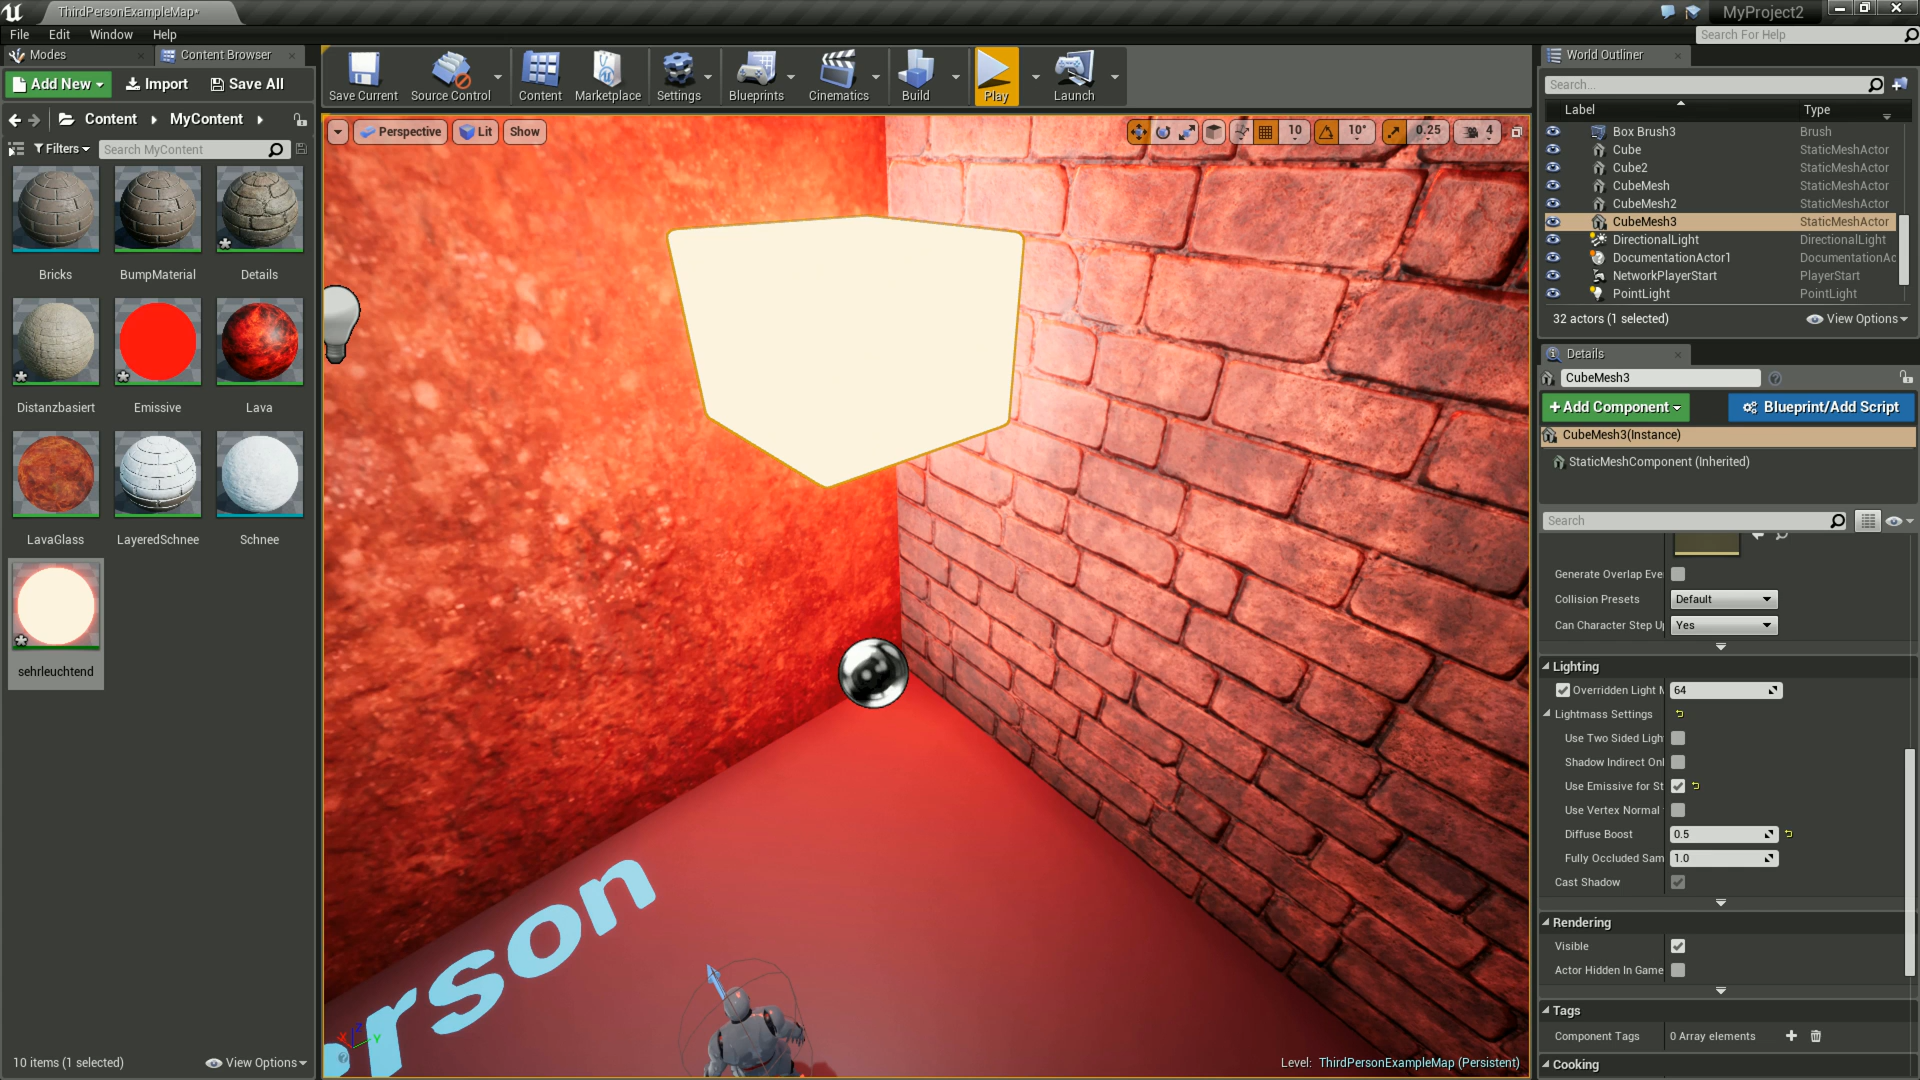 ThirdPersonExampleMap*
MyProject2
File Edit Window Help
Search For Help
Modes
Content Browser
Add New
Import
Save All
Content
MyContent
Filters
Search MyContent
Bricks
BumpMaterial
Details
Distanzbasiert
Emissive
Lava
LavaGlass
LayeredSchnee
Schnee
sehrleuchtend
10 items (1 selected)
View Options
Save Current
Source Control
Content
Marketplace
Settings
Blueprints
Cinematics
Build
Play
Launch
Perspective
Lit
Show
10
10°
0.25
4
erson
X
Z
Y
Level: ThirdPersonExampleMap (Persistent)
World Outliner
Search...
Label Type
Box Brush3 Brush
Cube StaticMeshActor
Cube2 StaticMeshActor
CubeMesh StaticMeshActor
CubeMesh2 StaticMeshActor
CubeMesh3 StaticMeshActor
DirectionalLight DirectionalLight
DocumentationActor1 DocumentationAc
NetworkPlayerStart PlayerStart
PointLight PointLight
32 actors (1 selected)
View Options
Details
CubeMesh3
+Add Component
Blueprint/Add Script
CubeMesh3(Instance)
StaticMeshComponent (Inherited)
Search
Generate Overlap Eve
Collision Presets Default
Can Character Step U Yes
Lighting
Overridden Light M 64
Lightmass Settings
Use Two Sided Ligh
Shadow Indirect Onl
Use Emissive for St
Use Vertex Normal
Diffuse Boost 0.5
Fully Occluded Sam 1.0
Cast Shadow
Rendering
Visible
Actor Hidden In Game
Tags
Component Tags 0 Array elements
Cooking